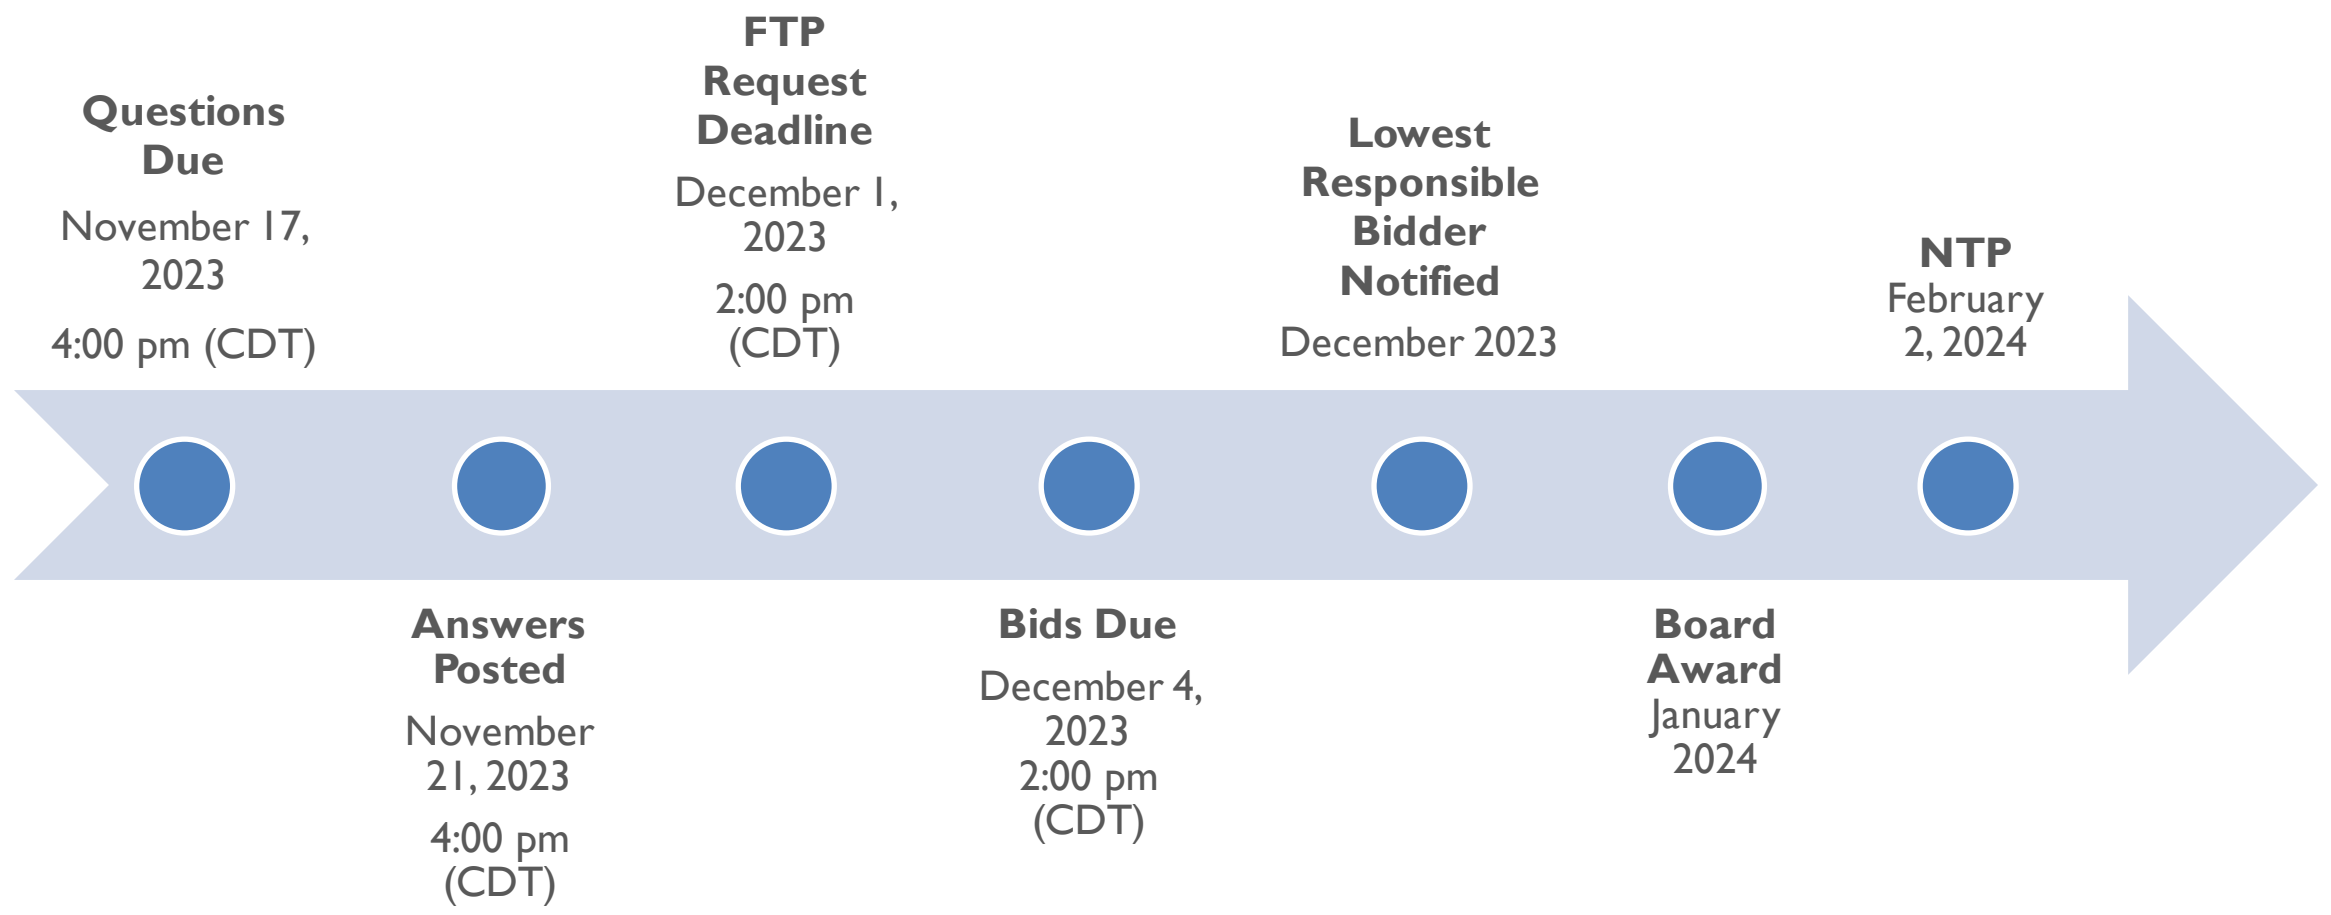 Questions
Due
November 17,
2023
4:00 pm (CDT)
Answers
Posted
November
21, 2023
4:00 pm
(CDT)
FTP
Request
Deadline
December 1,
2023
2:00 pm
(CDT)
Bids Due
December 4,
2023
2:00 pm
(CDT)
Lowest
Responsible
Bidder
Notified
December 2023
Board
Award
January
2024
NTP
February
2, 2024